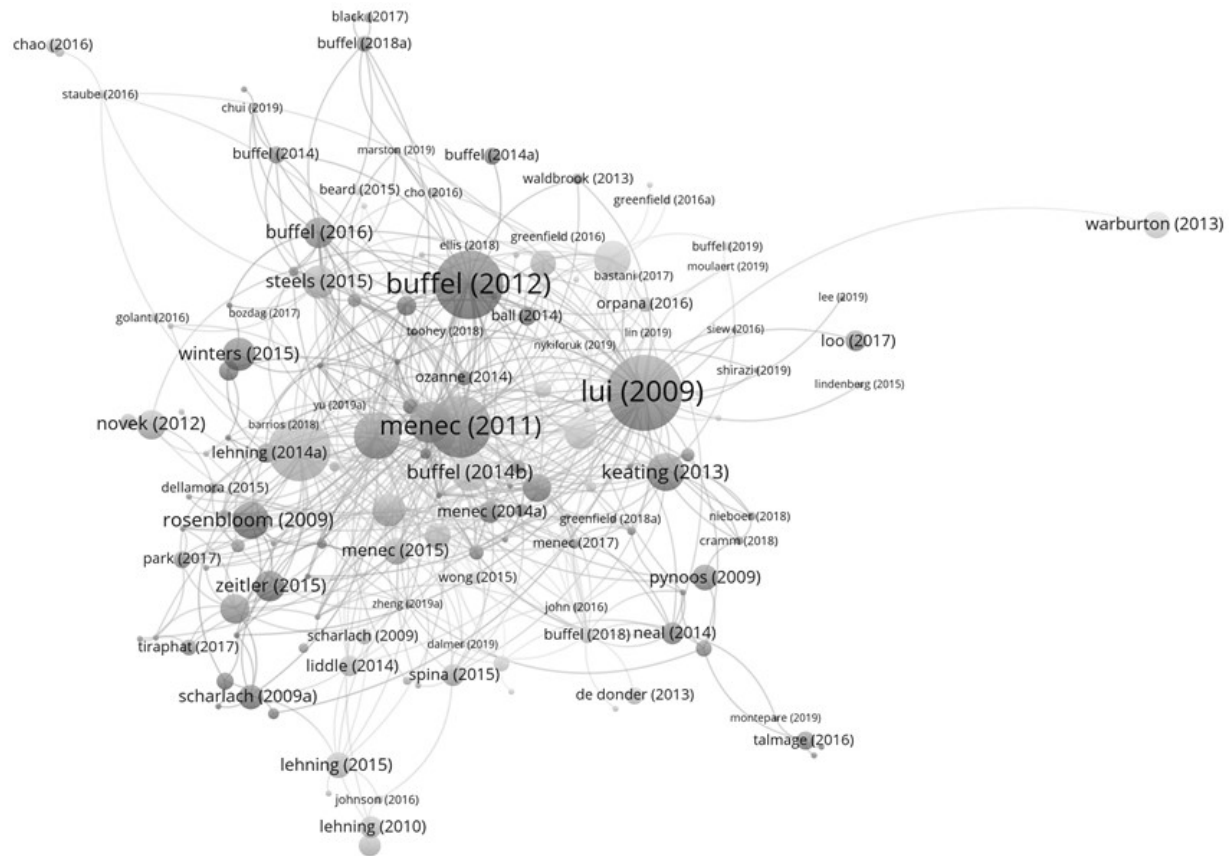 black (2017)
chao (2016)
buffel (2018a)
staube (2016)
chui (2019)
buffel (2014)
marston (2019)
buffel (2014a)
waldbrook (2013)
beard (2015)
cho (2016)
greenfield (2016a)
warburton (2013)
buffel (2016)
greenfield (2016)
ellis (2018)
buffel (2019)
moulaert (2019)
steels (2015)
buffel (2012)
bastani (2017)
orpana (2016)
lee (2019)
golant (2016)
bozdag (2017)
ball (2014)
toohey (2018)
lin (2019)
siew (2016)
loo (2017)
winters (2015)
nykiforuk (2019)
shirazi (2019)
ozanne (2014)
lui (2009)
lindenberg (2015)
yu (2019a)
novek (2012)
barrios (2018)
menec (2011)
lehning (2014a)
buffel (2014b)
keating (2013)
dellamora (2015)
rosenbloom (2009)
menec (2014a)
greenfield (2018a)
nieboer (2018)
menec (2017)
cramm (2018)
park (2017)
menec (2015)
zeitler (2015)
wong (2015)
pynoos (2009)
zheng (2019a)
john (2016)
tiraphat (2017)
scharlach (2009)
dalmer (2019)
buffel (2018)
neal (2014)
liddle (2014)
spina (2015)
scharlach (2009a)
de donder (2013)
montepare (2019)
talmage (2016)
lehning (2015)
johnson (2016)
lehning (2010)